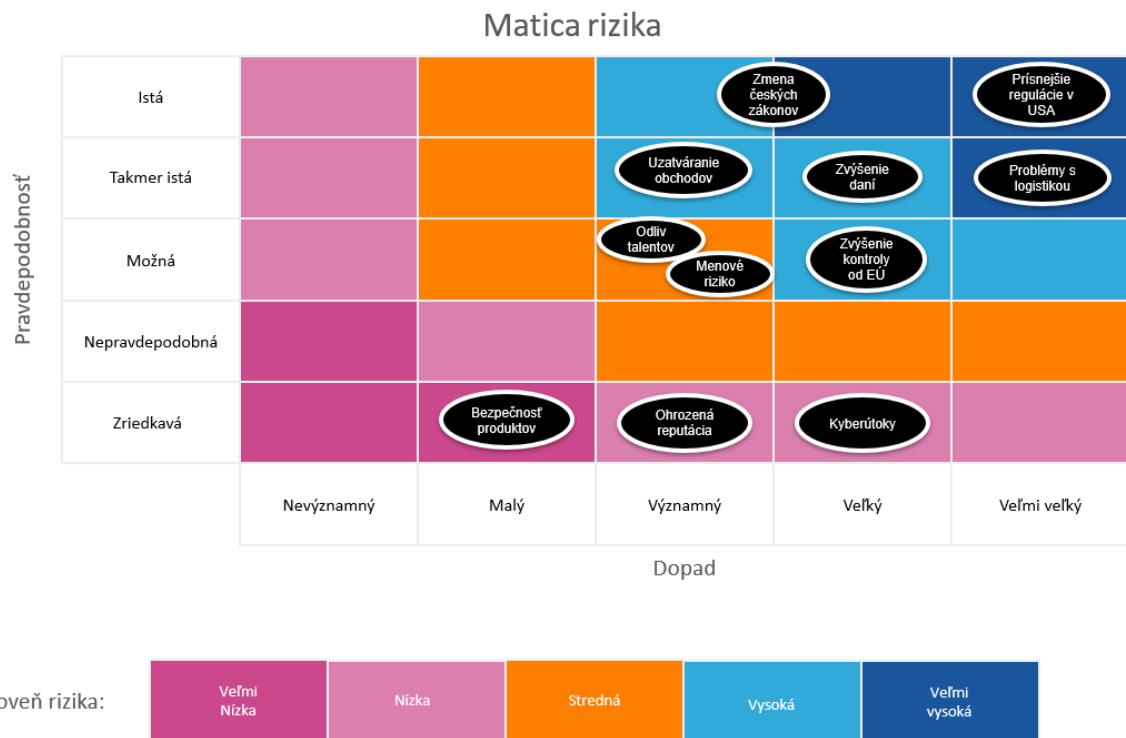 Matica rizika
Pravdepodobnosť
Istá
Zmena
českých
zákonov
Prísnejšie
regulácie v
USA
Takmer istá
Uzatváranie
obchodov
Zvýšenie
daní
Problémy s
logistikou
Možná
Odliv
talentov
Menové
riziko
Zvýšenie
kontroly
od EÚ
Nepravdepodobná
Zriedkavá
Bezpečnosť
produktov
Ohrozená
reputácia
Kyberútoky
Nevýznamný
Malý
Významný
Veľký
Veľmi veľký
Dopad
oveň rizika:
Veľmi
Nízka
Nízka
Stredná
Vysoká
Veľmi
vysoká